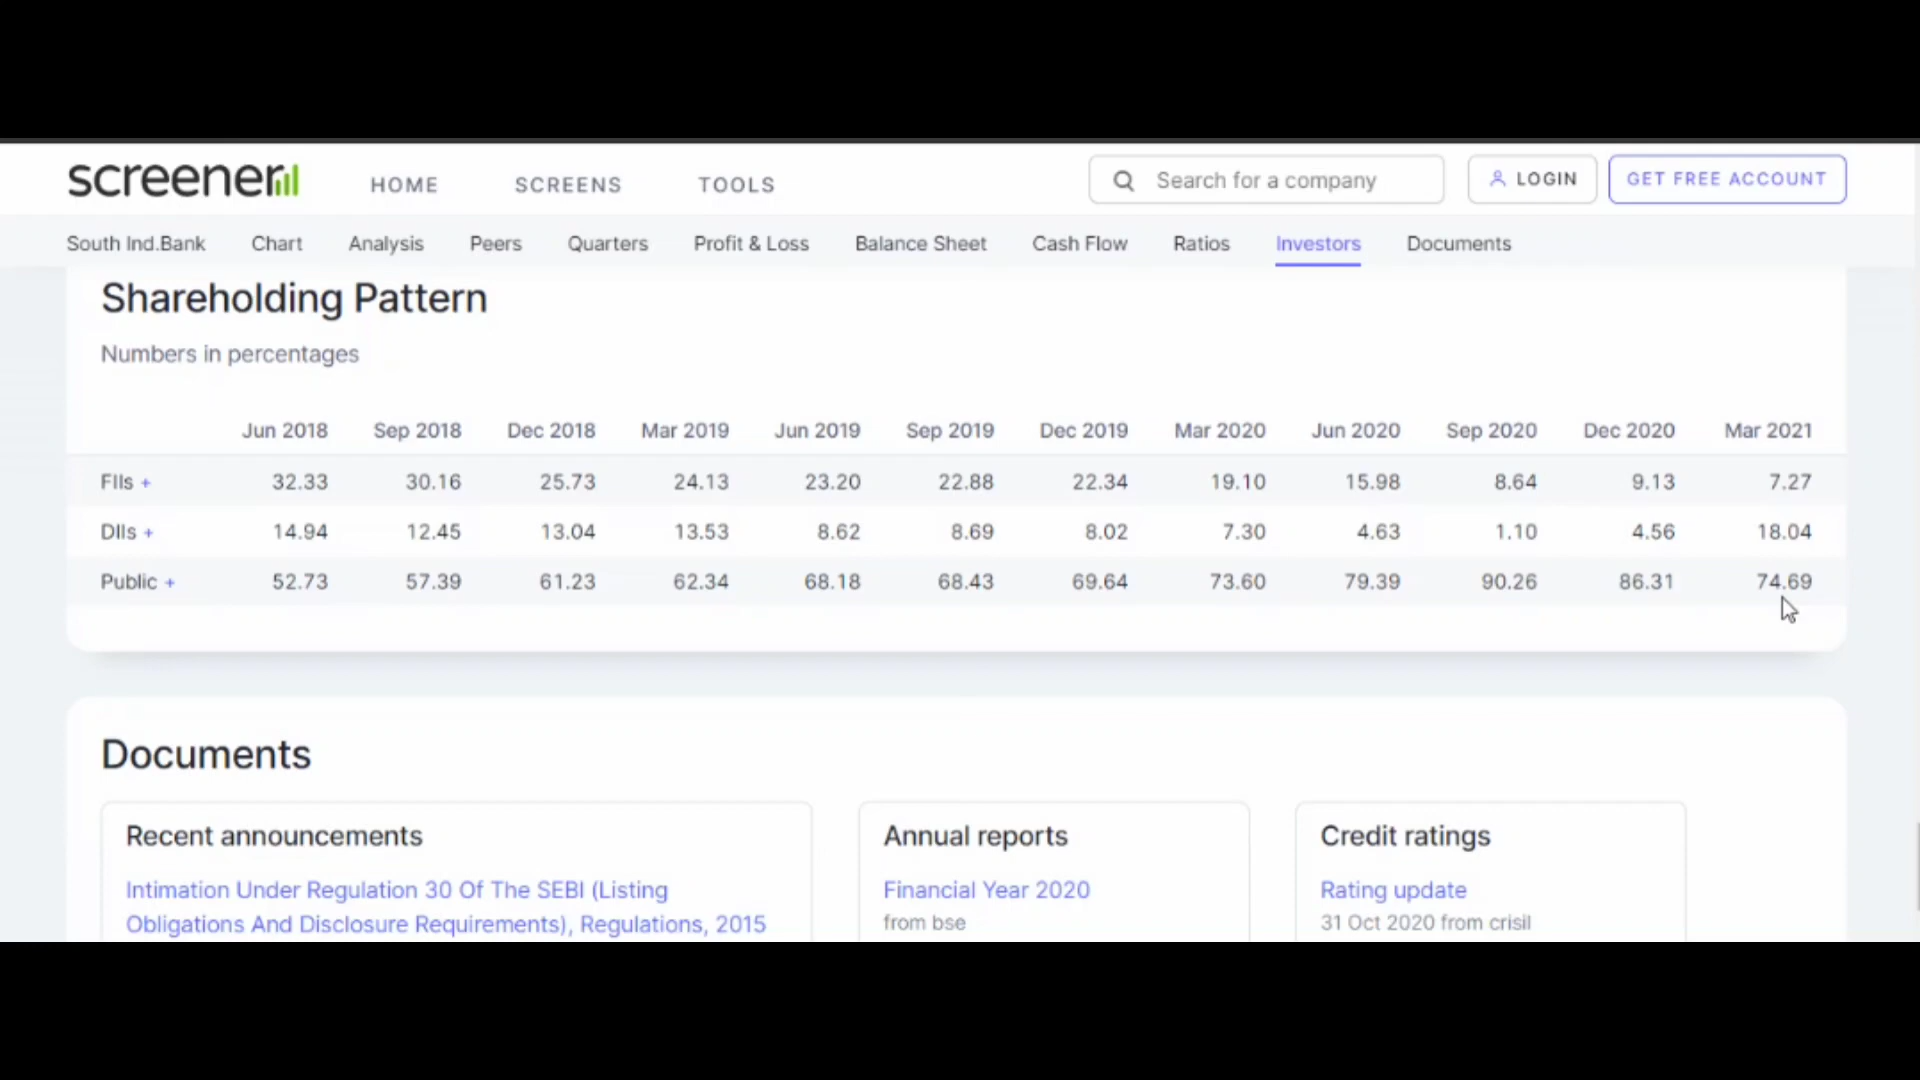 screener
HOME SCREENS TOOLS
Search for a company
LOGIN
GET FREE ACCOUNT
South Ind.Bank Chart Analysis Peers Quarters Profit & Loss Balance Sheet Cash Flow Ratios Investors Documents
Shareholding Pattern
Numbers in percentages
Jun 2018 Sep 2018 Dec 2018 Mar 2019 Jun 2019 Sep 2019 Dec 2019 Mar 2020 Jun 2020 Sep 2020 Dec 2020 Mar 2021
FIIs + 32.33 30.16 25.73 24.13 23.20 22.88 22.34 19.10 15.98 8.64 9.13 7.27
DIIs + 14.94 12.45 13.04 13.53 8.62 8.69 8.02 7.30 4.63 1.10 4.56 18.04
Public + 52.73 57.39 61.23 62.34 68.18 68.43 69.64 73.60 79.39 90.26 86.31 74.69
Documents
Recent announcements
Intimation Under Regulation 30 Of The SEBI (Listing
Obligations And Disclosure Requirements), Regulations, 2015
Annual reports
Financial Year 2020
from bse
Credit ratings
Rating update
31 Oct 2020 from crisil